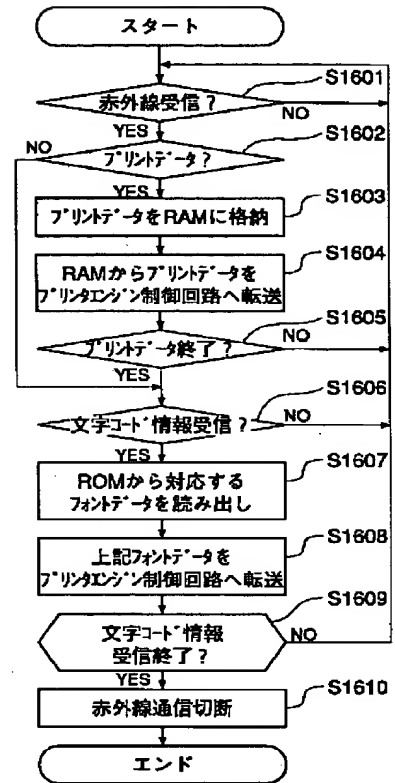 スタート
S1601
赤外線受信?
NO
YES
S1602
NO
プリントデータ?
YES
S1603
プリントデータをRAMに格納
S1604
RAMからプリントデータを
プリンタエンジン制御回路へ転送
S1605
プリントデータ終了?
NO
YES
S1606
文字コード情報受信?
NO
YES
S1607
ROMから対応する
フォントデータを読み出し
S1608
上記フォントデータを
プリンタエンジン制御回路へ転送
S1609
文字コード情報
受信終了?
NO
YES
S1610
赤外線通信切断
エンド